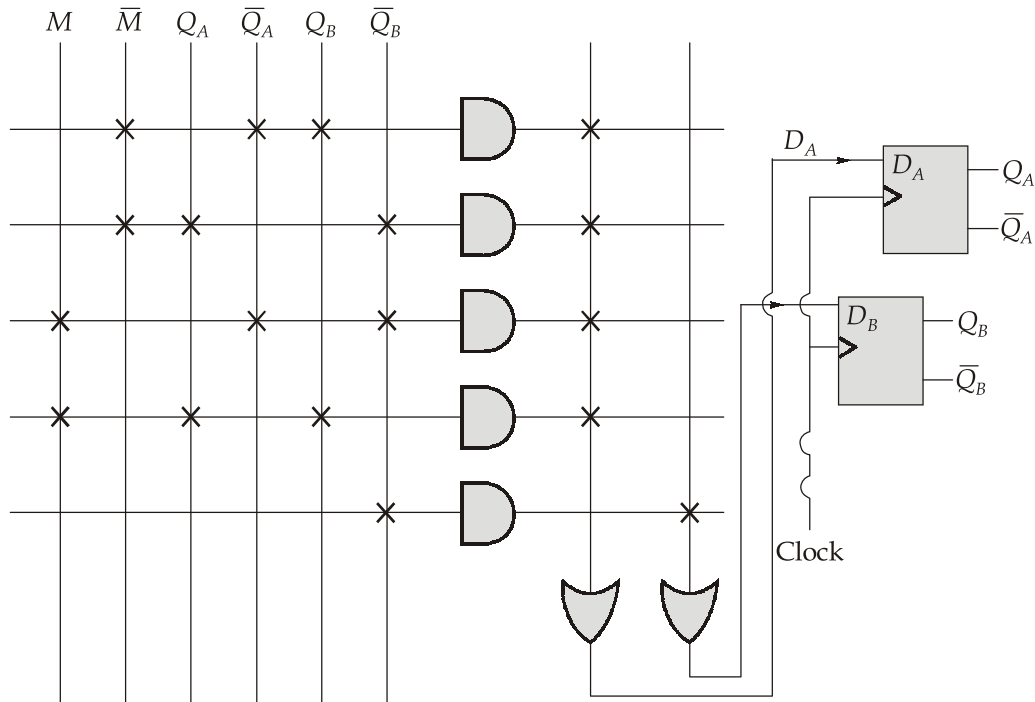 M M̅ Q_A Q̅_A Q_B Q̅_B
D_A
D_A
Q_A
Q̅_A
D_B
Q_B
Q̅_B
Clock